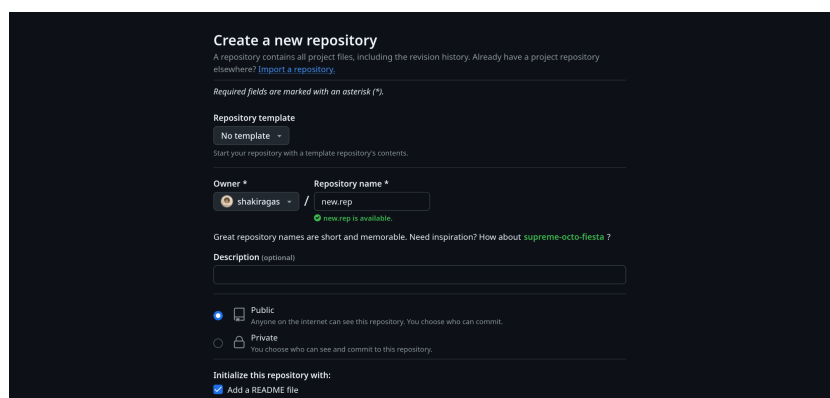 Create a new repository
A repository contains all project files, including the revision history. Already have a project repository
elsewhere? Import a repository.
Required fields are marked with an asterisk (*).
Repository template
No template
Start your repository with a template repository's contents.
Owner * Repository name *
shakiragas / new.rep
new.rep is available.
Great repository names are short and memorable. Need inspiration? How about supreme-octo-fiesta ?
Description (optional)
Public
Anyone on the internet can see this repository. You choose who can commit.
Private
You choose who can see and commit to this repository.
Initialize this repository with:
Add a README file